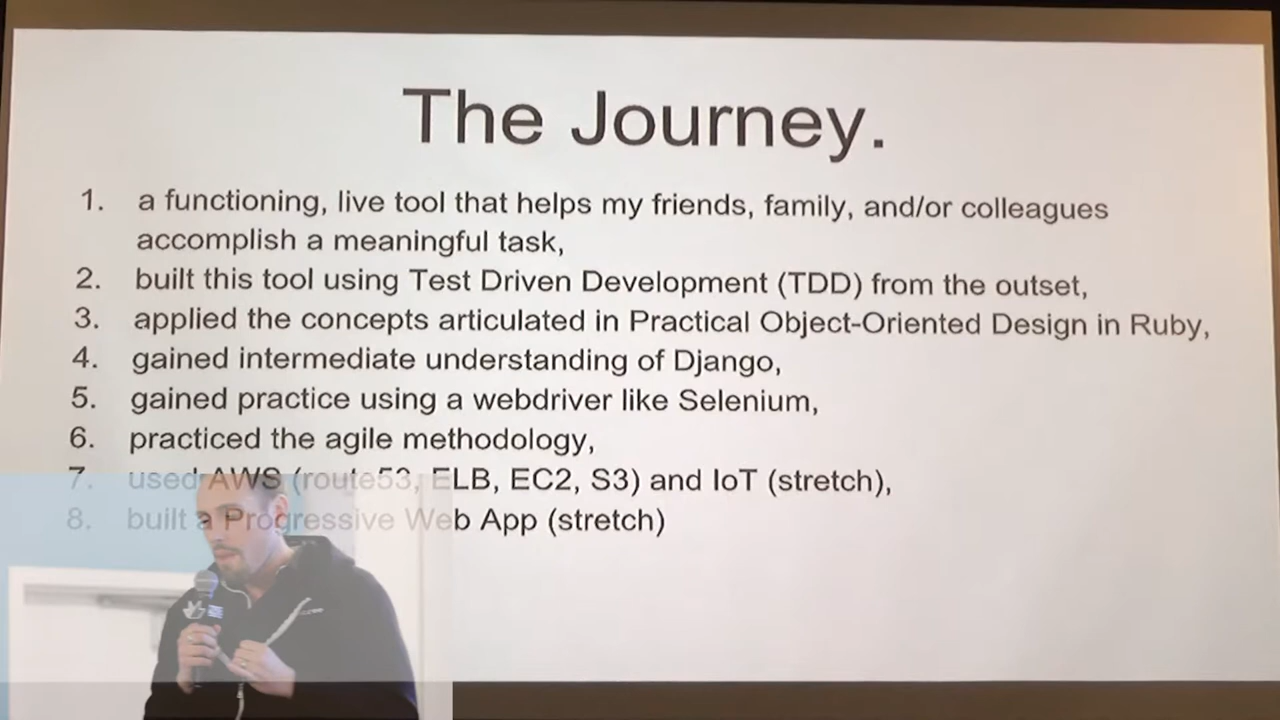 The Journey.
1. a functioning, live tool that helps my friends, family, and/or colleagues
accomplish a meaningful task,
2. built this tool using Test Driven Development (TDD) from the outset,
3. applied the concepts articulated in Practical Object-Oriented Design in Ruby,
4. gained intermediate understanding of Django,
5. gained practice using a webdriver like Selenium,
6. practiced the agile methodology,
7. used AWS (route53, ELB, EC2, S3) and IoT (stretch),
8. built a Progressive Web App (stretch)